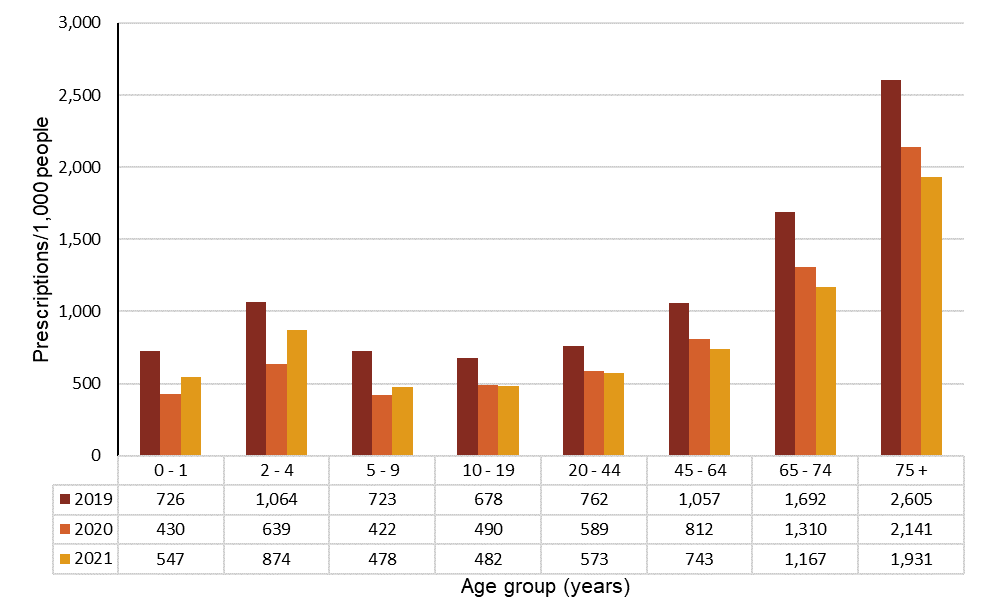 3,000
2,500
2,000
1,500
1,000
500
0
Prescriptions/1,000 people
0 - 1 2 - 4 5 - 9 10 - 19 20 - 44 45 - 64 65 - 74 75 +
2019 726 1,064 723 678 762 1,057 1,692 2,605
2020 430 639 422 490 589 812 1,310 2,141
2021 547 874 478 482 573 743 1,167 1,931
Age group (years)